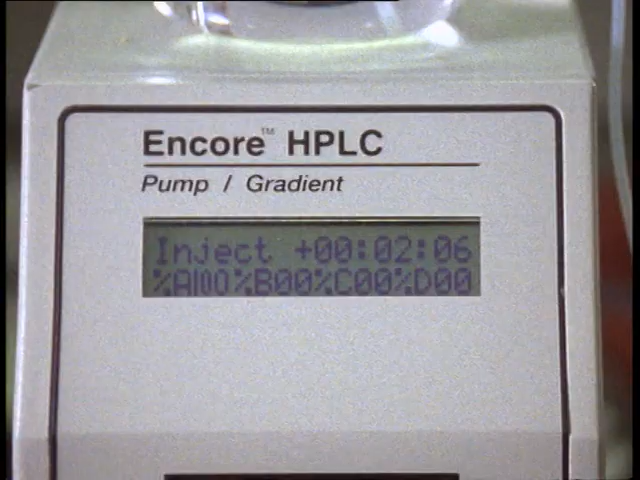 Encore™ HPLC
Pump / Gradient
Inject +00:02:06
%A100%B00%C00%D00